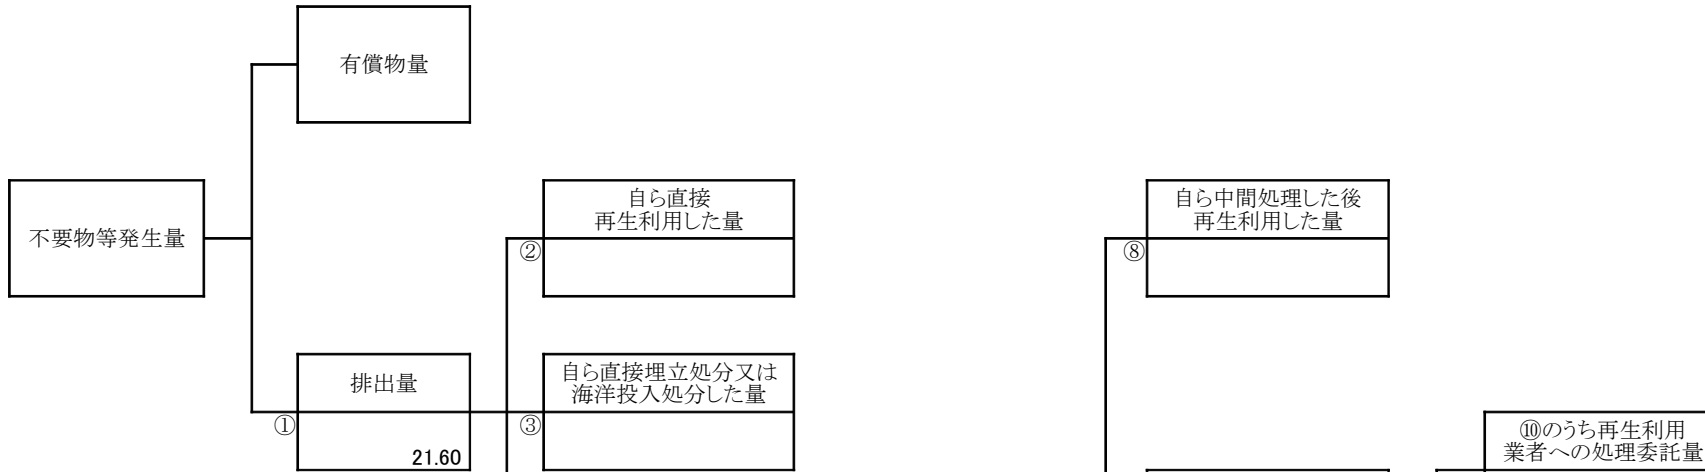 有償物量
不要物等発生量
自ら直接
再生利用した量
②
自ら中間処理した後
再生利用した量
⑧
排出量
①
21.60
自ら直接埋立処分又は
海洋投入処分した量
③
⑩のうち再生利用
業者への処理委託量